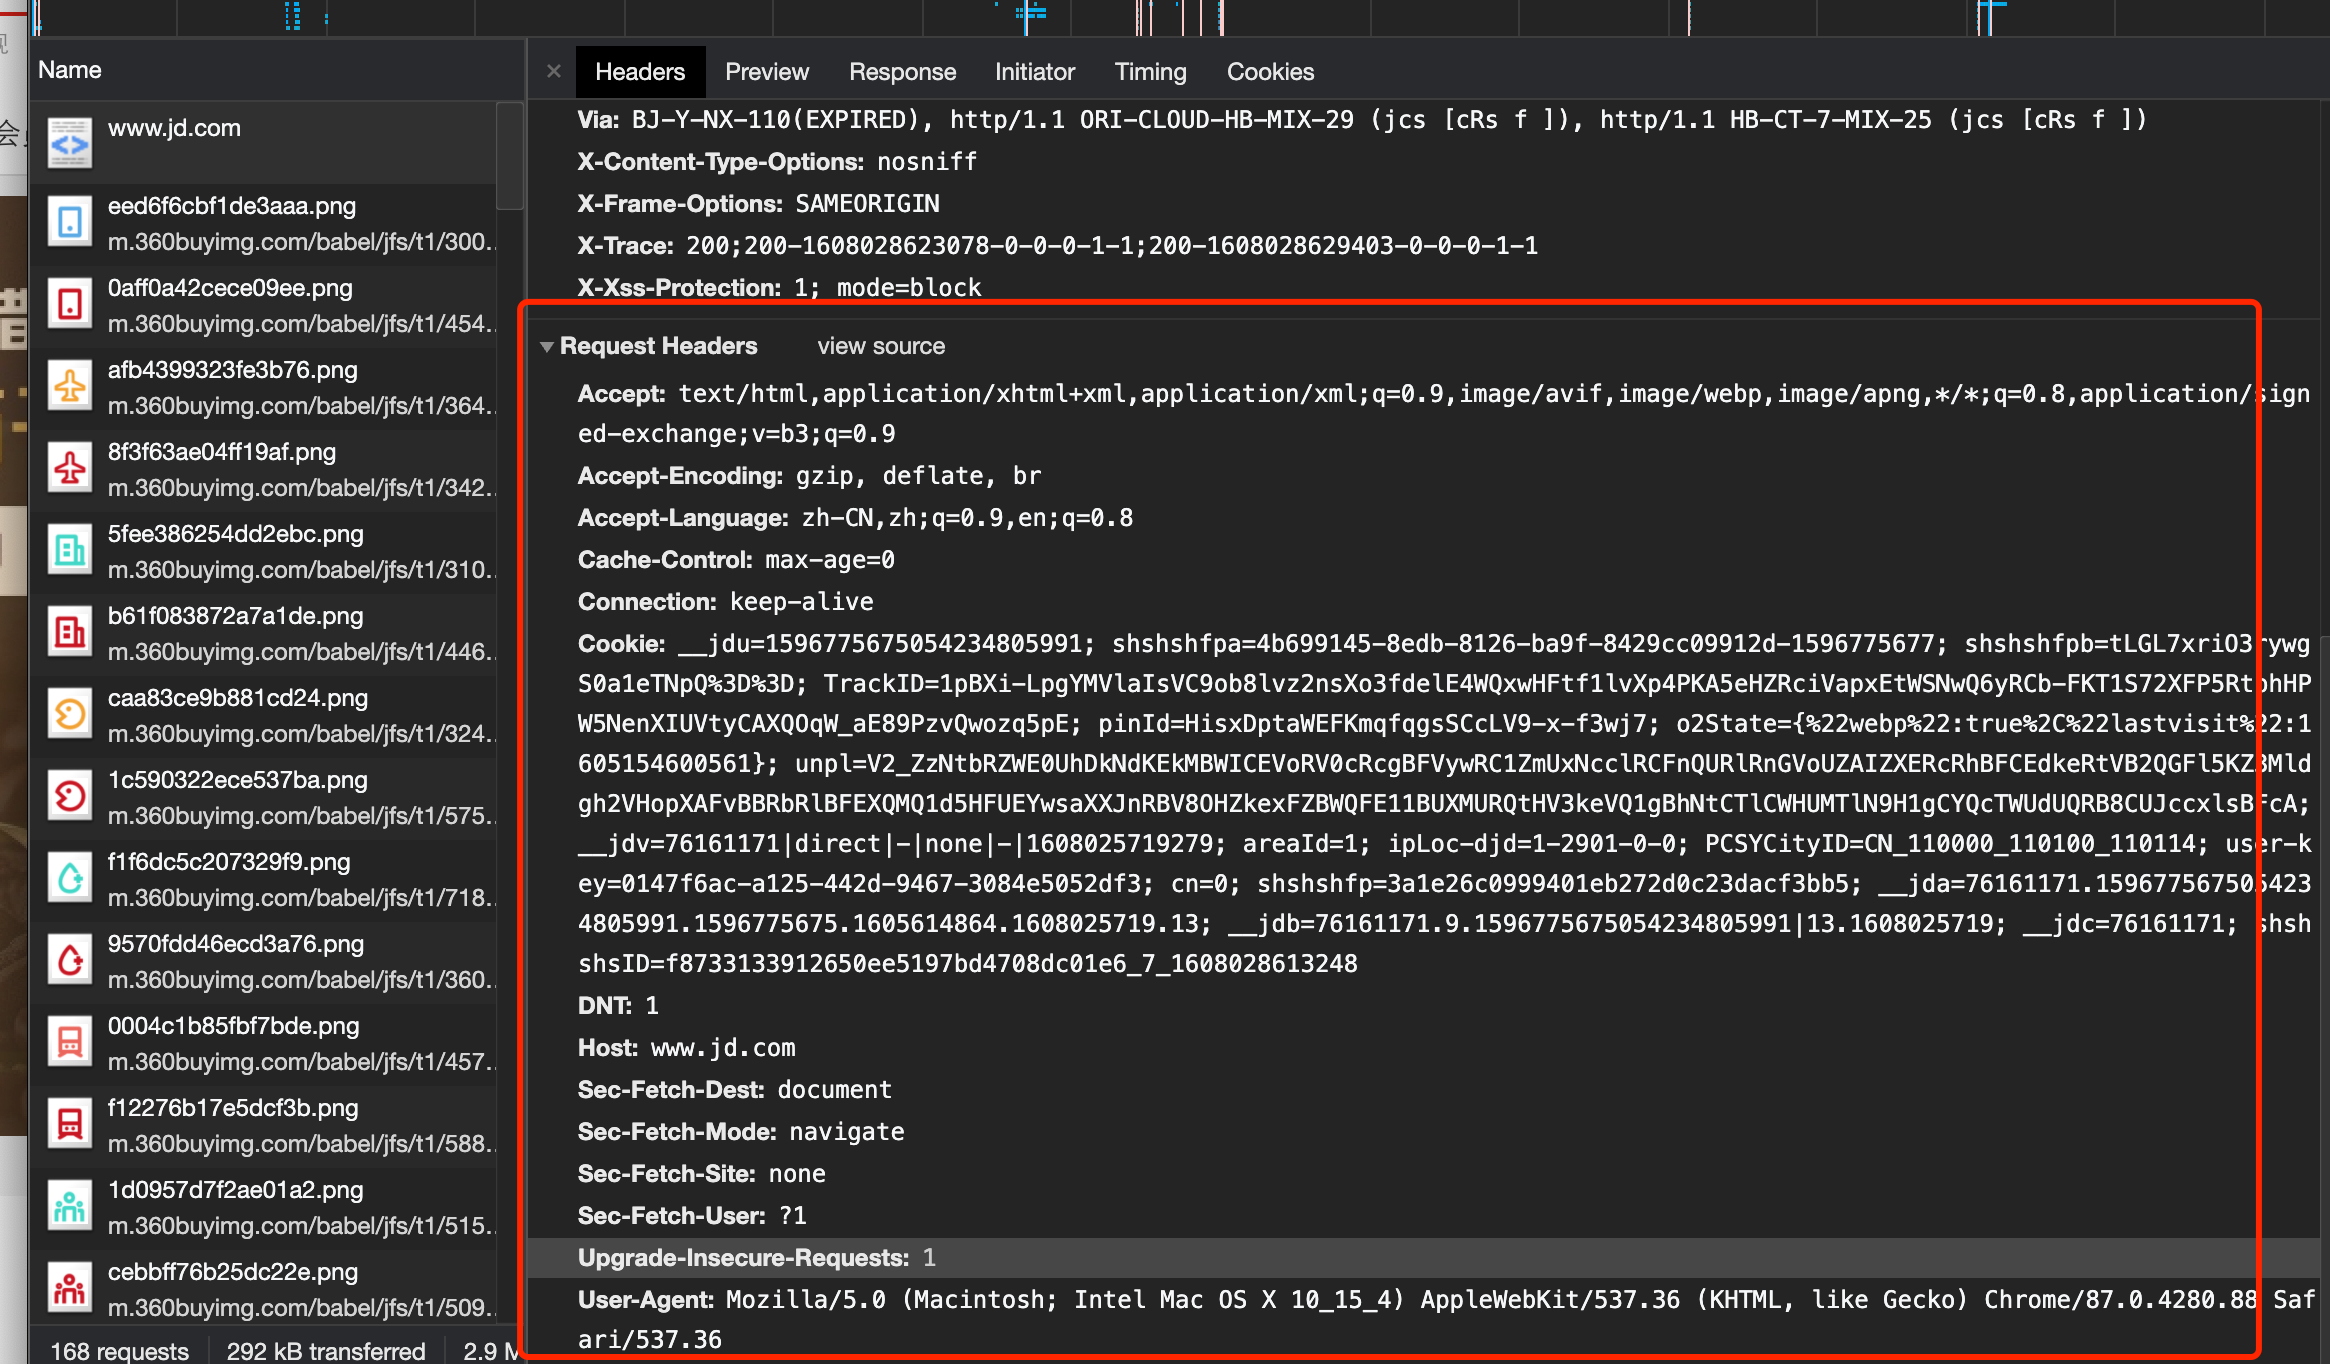 Name
www.jd.com
eed6f6cbf1de3aaa.png
m.360buyimg.com/babel/jfs/t1/300..
0aff0a42cece09ee.png
m.360buyimg.com/babel/jfs/t1/454..
afb4399323fe3b76.png
m.360buyimg.com/babel/jfs/t1/364..
8f3f63ae04ff19af.png
m.360buyimg.com/babel/jfs/t1/342..
5fee386254dd2ebc.png
m.360buyimg.com/babel/jfs/t1/310..
b61f083872a7a1de.png
m.360buyimg.com/babel/jfs/t1/446..
caa83ce9b881cd24.png
m.360buyimg.com/babel/jfs/t1/324..
1c590322ece537ba.png
m.360buyimg.com/babel/jfs/t1/575..
f1f6dc5c207329f9.png
m.360buyimg.com/babel/jfs/t1/718..
9570fdd46ecd3a76.png
m.360buyimg.com/babel/jfs/t1/360..
0004c1b85fbf7bde.png
m.360buyimg.com/babel/jfs/t1/457..
f12276b17e5dcf3b.png
m.360buyimg.com/babel/jfs/t1/588..
1d0957d7f2ae01a2.png
m.360buyimg.com/babel/jfs/t1/515..
cebbff76b25dc22e.png
m.360buyimg.com/babel/jfs/t1/509..
168 requests 292 kB transferred 2.9 M
× Headers Preview Response Initiator Timing Cookies
Via: BJ-Y-NX-110(EXPIRED), http/1.1 ORI-CLOUD-HB-MIX-29 (jcs [cRs f ]), http/1.1 HB-CT-7-MIX-25 (jcs [cRs f ])
X-Content-Type-Options: nosniff
X-Frame-Options: SAMEORIGIN
X-Trace: 200;200-1608028623078-0-0-0-1-1;200-1608028629403-0-0-0-1-1
X-Xss-Protection: 1; mode=block
Request Headers view source
Accept: text/html,application/xhtml+xml,application/xml;q=0.9,image/avif,image/webp,image/apng,*/*;q=0.8,application/sign
ed-exchange;v=b3;q=0.9
Accept-Encoding: gzip, deflate, br
Accept-Language: zh-CN,zh;q=0.9,en;q=0.8
Cache-Control: max-age=0
Connection: keep-alive
Cookie: __jdu=1596775675054234805991; shshshfpa=4b699145-8edb-8126-ba9f-8429cc09912d-1596775677; shshshfpb=tLGL7xriO3rywg
S0a1eTNpQ%3D%3D; TrackID=1pBXi-LpgYMVlaIsVC9ob8lvz2nsXo3fdelE4WQxwHFtf1lvXp4PKA5eHZRciVapxEtWSNwQ6yRCb-FKT1S72XFP5RtbhHP
W5NenXIUVtyCAXQOqW_aE89PzvQwozq5pE; pinId=HisxDptaWEFKmqfqgsSCcLV9-x-f3wj7; o2State={%22webp%22:true%2C%22lastvisit%22:1
605154600561}; unpl=V2_ZzNtbRZWE0UhDkNdKEkMBWICEVoRV0cRcgBFVywRC1ZmUxNcclRCFnQURlRnGVoUZAIZXERcRhBFCEdkeRtVB2QGFl5KZ3Mld
gh2VHopXAFvBBRbRlBFEXQMQ1d5HFUEYwsaXXJnRBV8OHZkexFZBWQFE11BUXMURQtHV3keVQ1gBhNtCTlCWHUMTlN9H1gCYQcTWUdUQRB8CUJccxlsBFcA;
__jdv=76161171|direct|-|none|-|1608025719279; areaId=1; ipLoc-djd=1-2901-0-0; PCSYCityID=CN_110000_110100_110114; user-k
ey=0147f6ac-a125-442d-9467-3084e5052df3; cn=0; shshshfp=3a1e26c0999401eb272d0c23dacf3bb5; __jda=76161171.159677567505423
4805991.1596775675.1605614864.1608025719.13; __jdb=76161171.9.1596775675054234805991|13.1608025719; __jdc=76161171; shsh
shsID=f8733133912650ee5197bd4708dc01e6_7_1608028613248
DNT: 1
Host: www.jd.com
Sec-Fetch-Dest: document
Sec-Fetch-Mode: navigate
Sec-Fetch-Site: none
Sec-Fetch-User: ?1
Upgrade-Insecure-Requests: 1
User-Agent: Mozilla/5.0 (Macintosh; Intel Mac OS X 10_15_4) AppleWebKit/537.36 (KHTML, like Gecko) Chrome/87.0.4280.88 Saf
ari/537.36